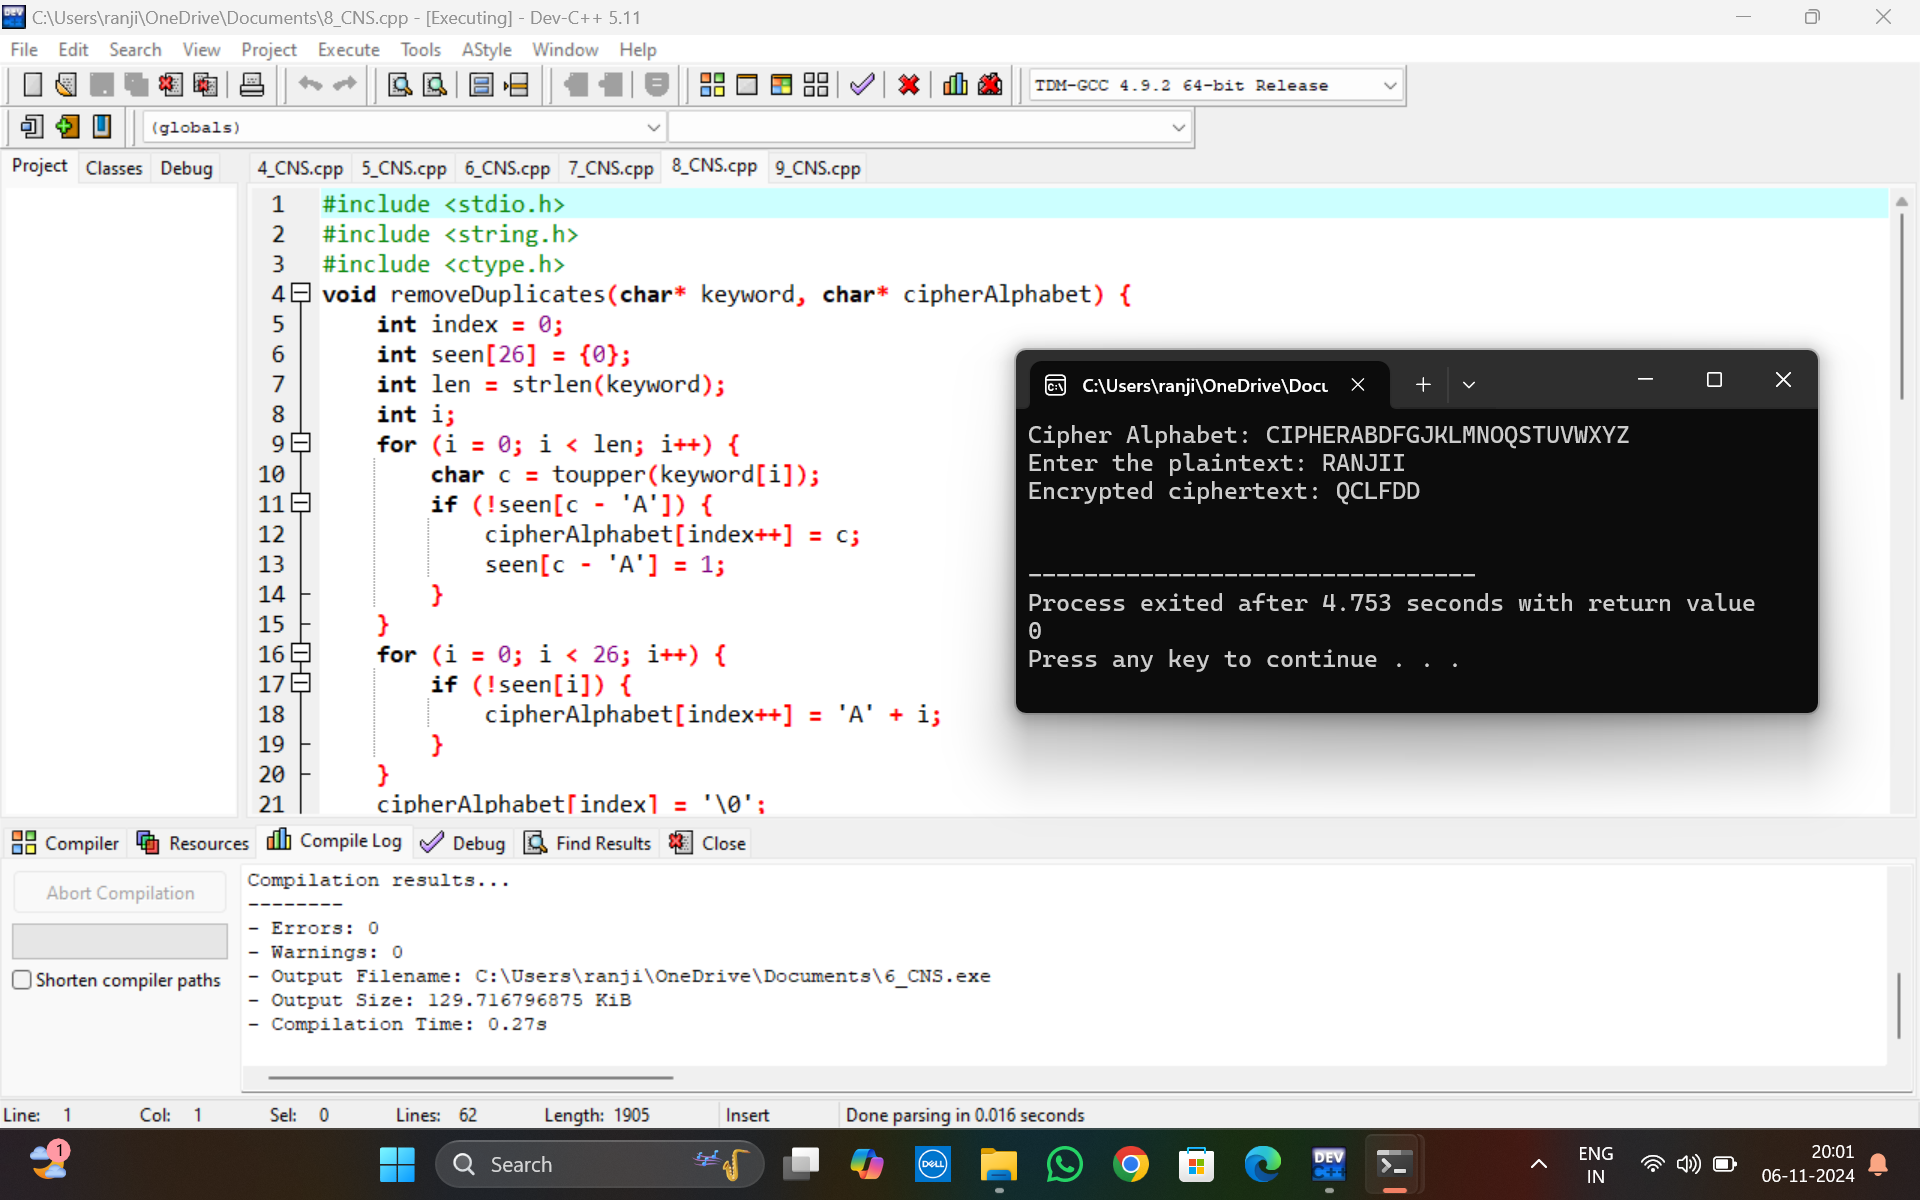 C:\Users\ranji\OneDrive\Documents\8_CNS.cpp - [Executing] - Dev-C++ 5.11
File Edit Search View Project Execute Tools AStyle Window Help
TDM-GCC 4.9.2 64-bit Release
(globals)
Project Classes Debug 4_CNS.cpp 5_CNS.cpp 6_CNS.cpp 7_CNS.cpp 8_CNS.cpp 9_CNS.cpp
1 #include <stdio.h>
2 #include <string.h>
3 #include <ctype.h>
4 void removeDuplicates(char* keyword, char* cipherAlphabet) {
5 int index = 0;
6 int seen[26] = {0};
7 int len = strlen(keyword);
8 int i;
9 for (i = 0; i < len; i++) {
10 char c = toupper(keyword[i]);
11 if (!seen[c - 'A']) {
12 cipherAlphabet[index++] = c;
13 seen[c - 'A'] = 1;
14 }
15 }
16 for (i = 0; i < 26; i++) {
17 if (!seen[i]) {
18 cipherAlphabet[index++] = 'A' + i;
19 }
20 }
21 cipherAlphabet[index] = '\0';
C:\Users\ranji\OneDrive\Docu
Cipher Alphabet: CIPHERABDFGJKLMNOQSTUVWXYZ
Enter the plaintext: RANJII
Encrypted ciphertext: QCLFDD
--------------------------------
Process exited after 4.753 seconds with return value
0
Press any key to continue . . .
Compiler Resources Compile Log Debug Find Results Close
Abort Compilation
Shorten compiler paths
Compilation results...
--------
- Errors: 0
- Warnings: 0
- Output Filename: C:\Users\ranji\OneDrive\Documents\6_CNS.exe
- Output Size: 129.716796875 KiB
- Compilation Time: 0.27s
Line: 1 Col: 1 Sel: 0 Lines: 62 Length: 1905 Insert Done parsing in 0.016 seconds
1
Search
DELL
DEV C++
ENG
IN
20:01
06-11-2024